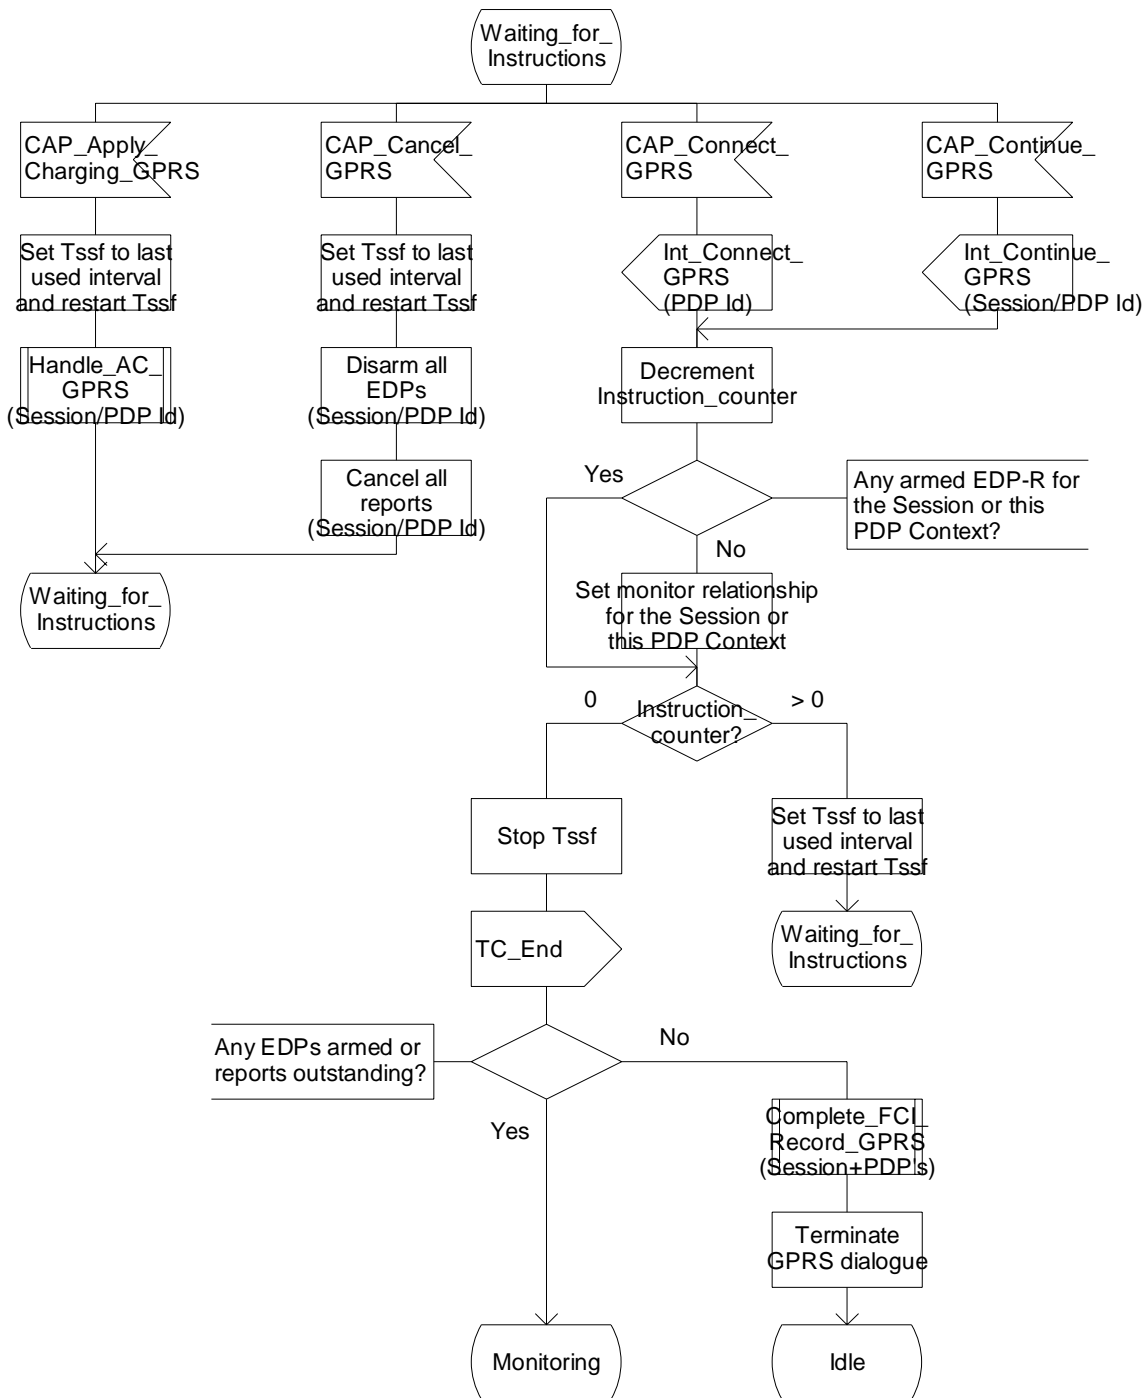 Waiting_for_
Instructions
CAP_Apply_
Charging_GPRS
CAP_Cancel_
GPRS
CAP_Connect_
GPRS
CAP_Continue_
GPRS
Set Tssf to last
used interval
and restart Tssf
Set Tssf to last
used interval
and restart Tssf
Int_Connect_
GPRS
(PDP Id)
Int_Continue_
GPRS
(Session/PDP Id)
Handle_AC_
GPRS
(Session/PDP Id)
Disarm all
EDPs
(Session/PDP Id)
Decrement
Instruction_counter
Cancel all
reports
(Session/PDP Id)
Yes
Any armed EDP-R for
the Session or this
PDP Context?
No
Waiting_for_
Instructions
Set monitor relationship
for the Session or
this PDP Context
0
Instruction_
counter?
> 0
Stop Tssf
Set Tssf to last
used interval
and restart Tssf
TC_End
Waiting_for_
Instructions
Any EDPs armed or
reports outstanding?
No
Yes
Complete_FCI_
Record_GPRS
(Session+PDP's)
Terminate
GPRS dialogue
Monitoring
Idle